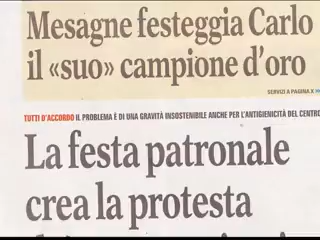 Mesagne festeggia Carlo
il «suo» campione d'oro
SERVIZI A PAGINA X »
TUTTI D'ACCORDO IL PROBLEMA È DI UNA GRAVITÀ INSOSTENIBILE ANCHE PER L'ANTIGIENICITÀ DEL CENTRO
La festa patronale
crea la protesta